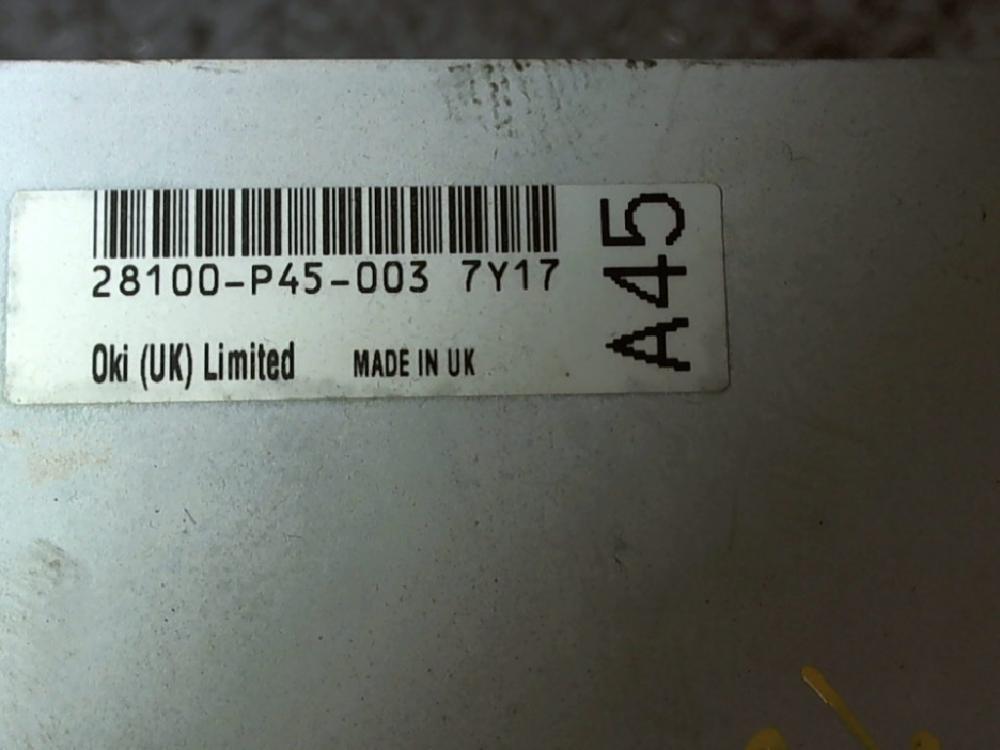 28100-P45-003 7Y17
Oki (UK) Limited MADE IN UK
A45